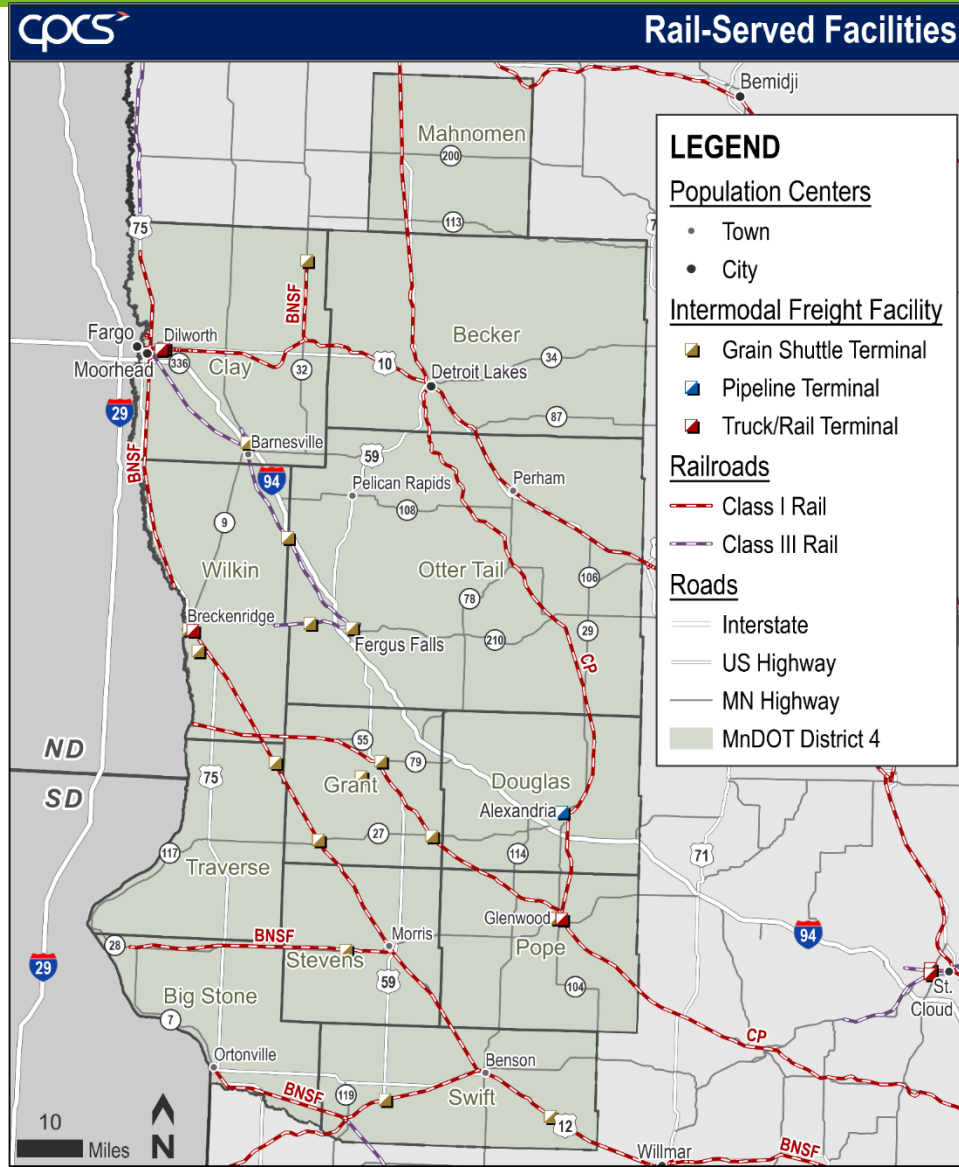 cpcs
Rail-Served Facilities
Bemidji
Mahnomen
200
113
75
LEGEND
Population Centers
Town
City
Intermodal Freight Facility
Grain Shuttle Terminal
Pipeline Terminal
Truck/Rail Terminal
Railroads
Class I Rail
Class III Rail
Roads
Interstate
US Highway
MN Highway
MnDOT District 4
BNSF
Fargo
Dilworth
Moorhead
336
Clay
32
10
Becker
34
Detroit Lakes
87
29
BNSF
Barnesville
94
59
Pelican Rapids
108
Perham
9
Wilkin
Otter Tail
106
78
Breckenridge
210
29
Fergus Falls
CP
ND
SD
75
55
79
Grant
Douglas
Alexandria
27
114
117
71
Traverse
Glenwood
Pope
28
BNSF
Morris
Stevens
94
29
59
104
Big Stone
7
St.
Cloud
Ortonville
Benson
CP
BNSF
119
Swift
12
10
Miles
N
Willmar
BNSF